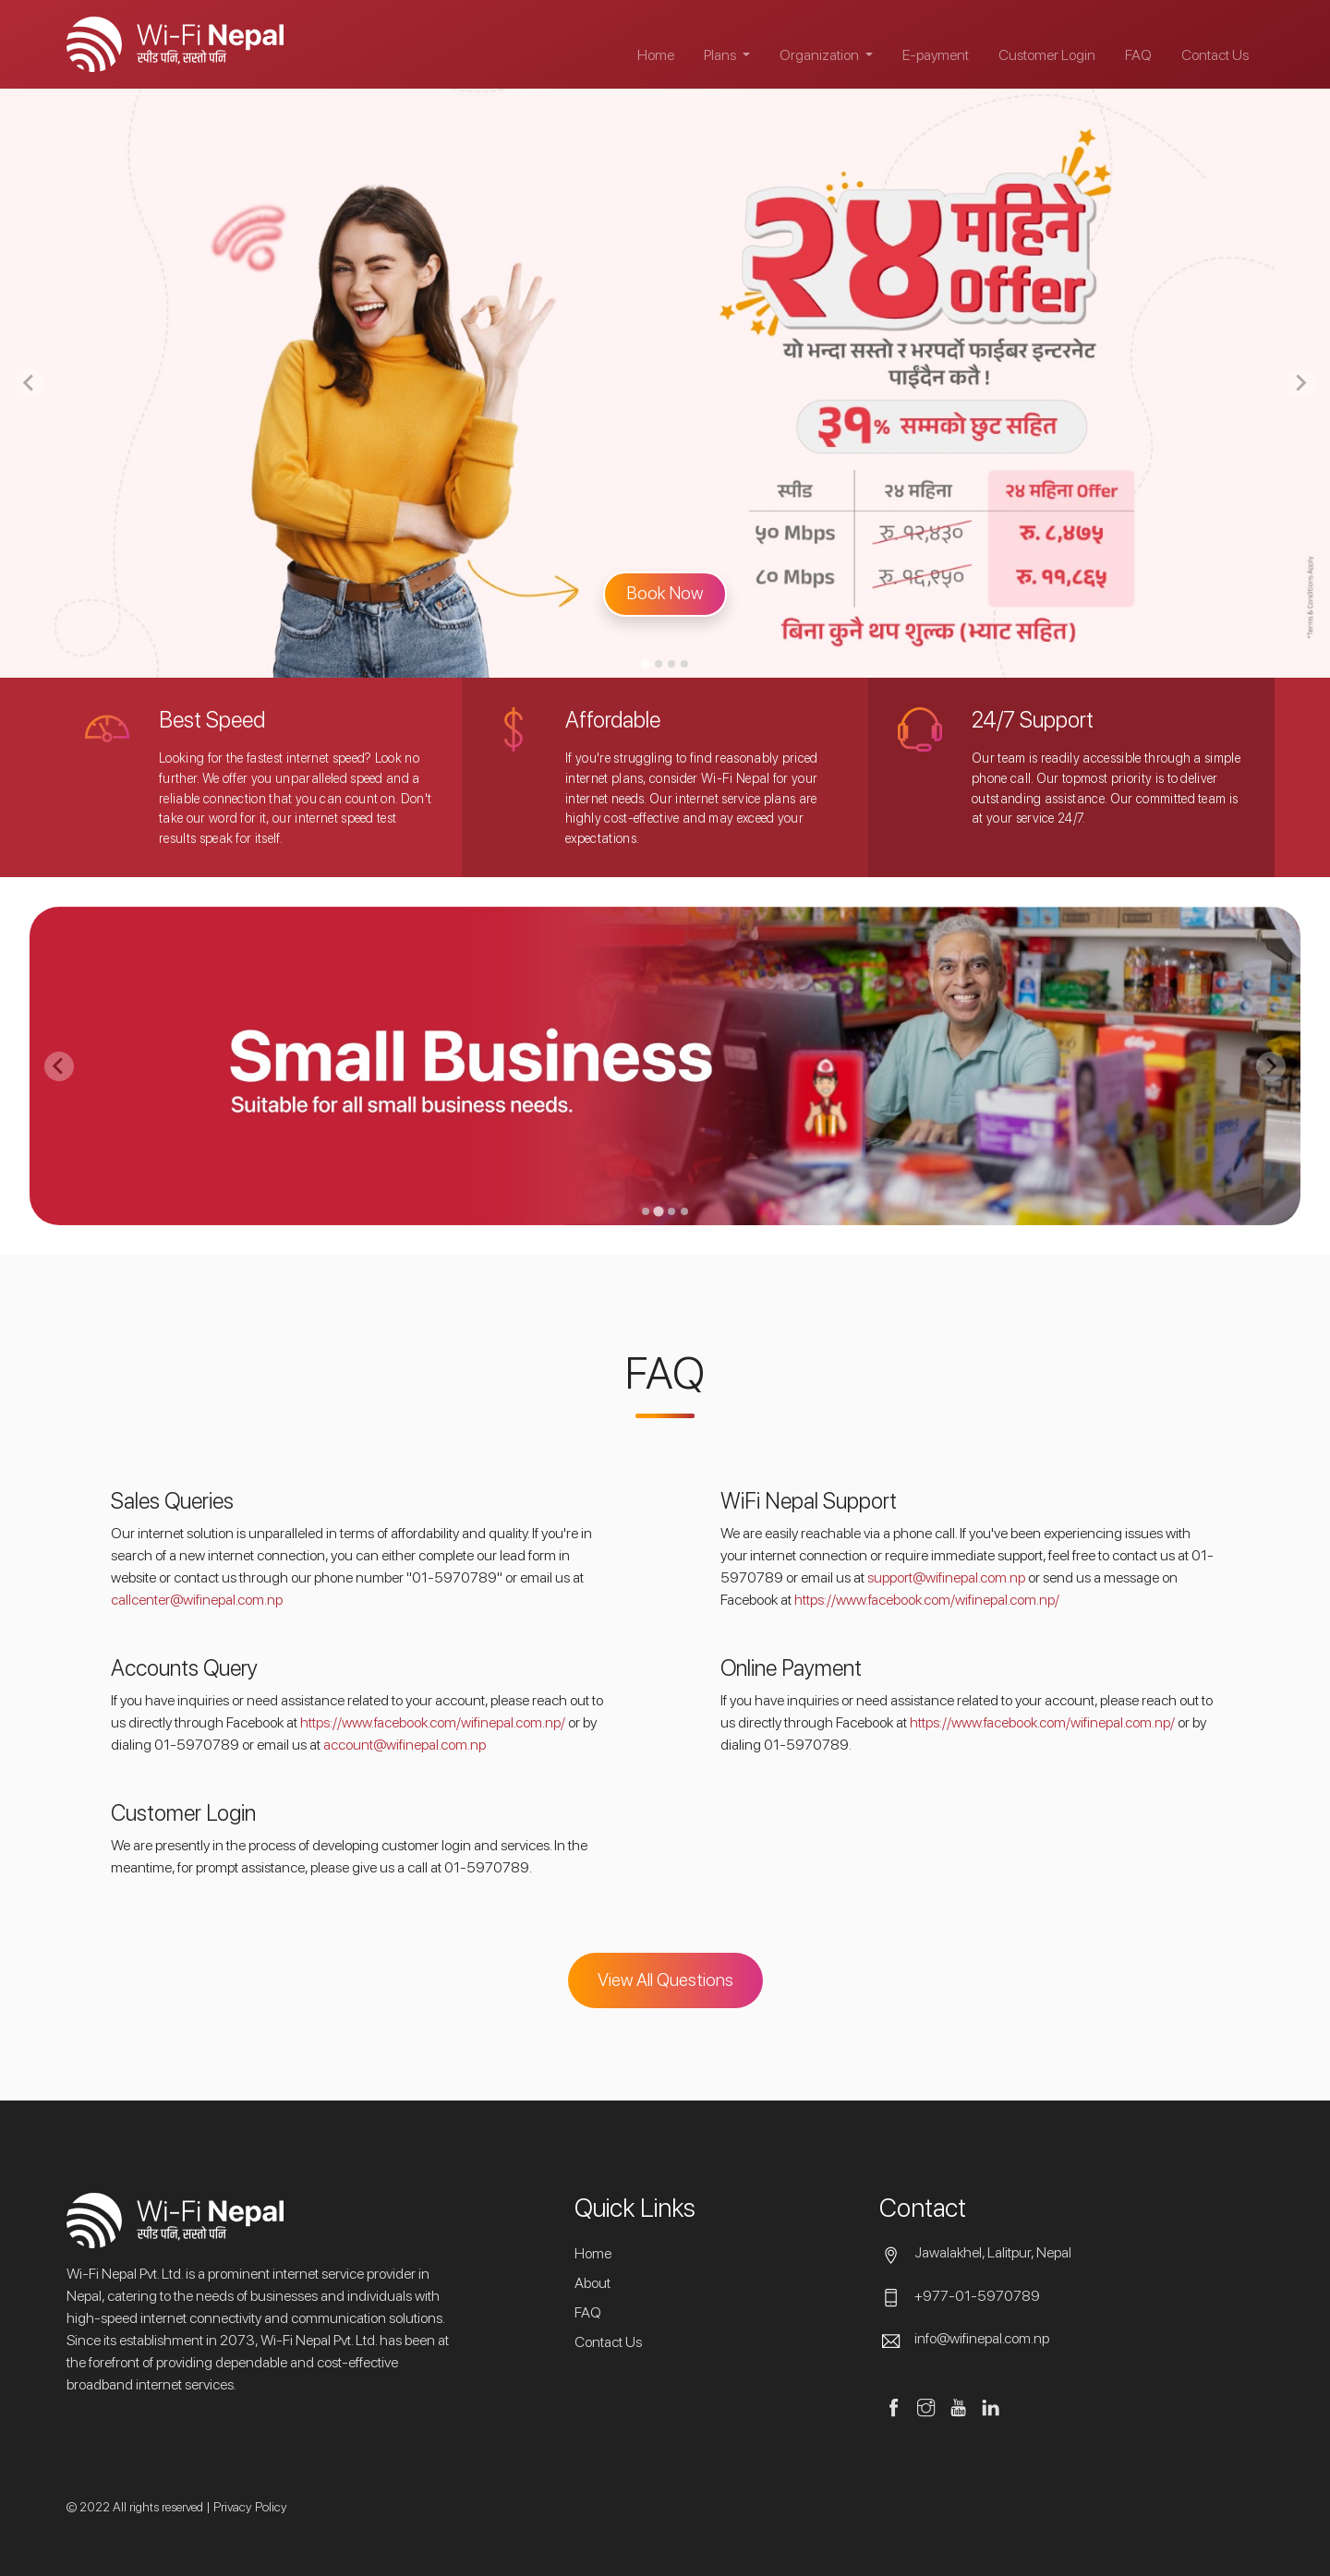 Wi-Fi Nepal
स्पीड पनि, सस्तो पनि
Home
Plans
Organization
E-payment
Customer Login
FAQ
Contact Us
२४ महिने
Offer
यो भन्दा सस्तो र भरपर्दो फाईबर इन्टरनेट
पाईंदैन कतै !
३१% सम्मको छुट सहित
स्पीड २४ महिना २४ महिना Offer
५० Mbps रु. १२,४३० रु. ८,४७५
८० Mbps रु. १६,९५० रु. ११,८६५
बिना कुनै थप शुल्क (भ्याट सहित)
*Terms & Conditions Apply
Book Now
Best Speed
Looking for the fastest internet speed? Look no
further. We offer you unparalleled speed and a
reliable connection that you can count on. Don't
take our word for it, our internet speed test
results speak for itself.
Affordable
If you're struggling to find reasonably priced
internet plans, consider Wi-Fi Nepal for your
internet needs. Our internet service plans are
highly cost-effective and may exceed your
expectations.
24/7 Support
Our team is readily accessible through a simple
phone call. Our topmost priority is to deliver
outstanding assistance. Our committed team is
at your service 24/7.
Small Business
Suitable for all small business needs.
FAQ
Sales Queries
Our internet solution is unparalleled in terms of affordability and quality. If you're in
search of a new internet connection, you can either complete our lead form in
website or contact us through our phone number "01-5970789" or email us at
callcenter@wifinepal.com.np
WiFi Nepal Support
We are easily reachable via a phone call. If you've been experiencing issues with
your internet connection or require immediate support, feel free to contact us at 01-
5970789 or email us at support@wifinepal.com.np or send us a message on
Facebook at https://www.facebook.com/wifinepal.com.np/
Accounts Query
If you have inquiries or need assistance related to your account, please reach out to
us directly through Facebook at https://www.facebook.com/wifinepal.com.np/ or by
dialing 01-5970789 or email us at account@wifinepal.com.np
Online Payment
If you have inquiries or need assistance related to your account, please reach out to
us directly through Facebook at https://www.facebook.com/wifinepal.com.np/ or by
dialing 01-5970789.
Customer Login
We are presently in the process of developing customer login and services. In the
meantime, for prompt assistance, please give us a call at 01-5970789.
View All Questions
Wi-Fi Nepal
स्पीड पनि, सस्तो पनि
Wi-Fi Nepal Pvt. Ltd. is a prominent internet service provider in
Nepal, catering to the needs of businesses and individuals with
high-speed internet connectivity and communication solutions.
Since its establishment in 2073, Wi-Fi Nepal Pvt. Ltd. has been at
the forefront of providing dependable and cost-effective
broadband internet services.
Quick Links
Home
About
FAQ
Contact Us
Contact
Jawalakhel, Lalitpur, Nepal
+977-01-5970789
info@wifinepal.com.np
You
Tube
© 2022 All rights reserved | Privacy Policy